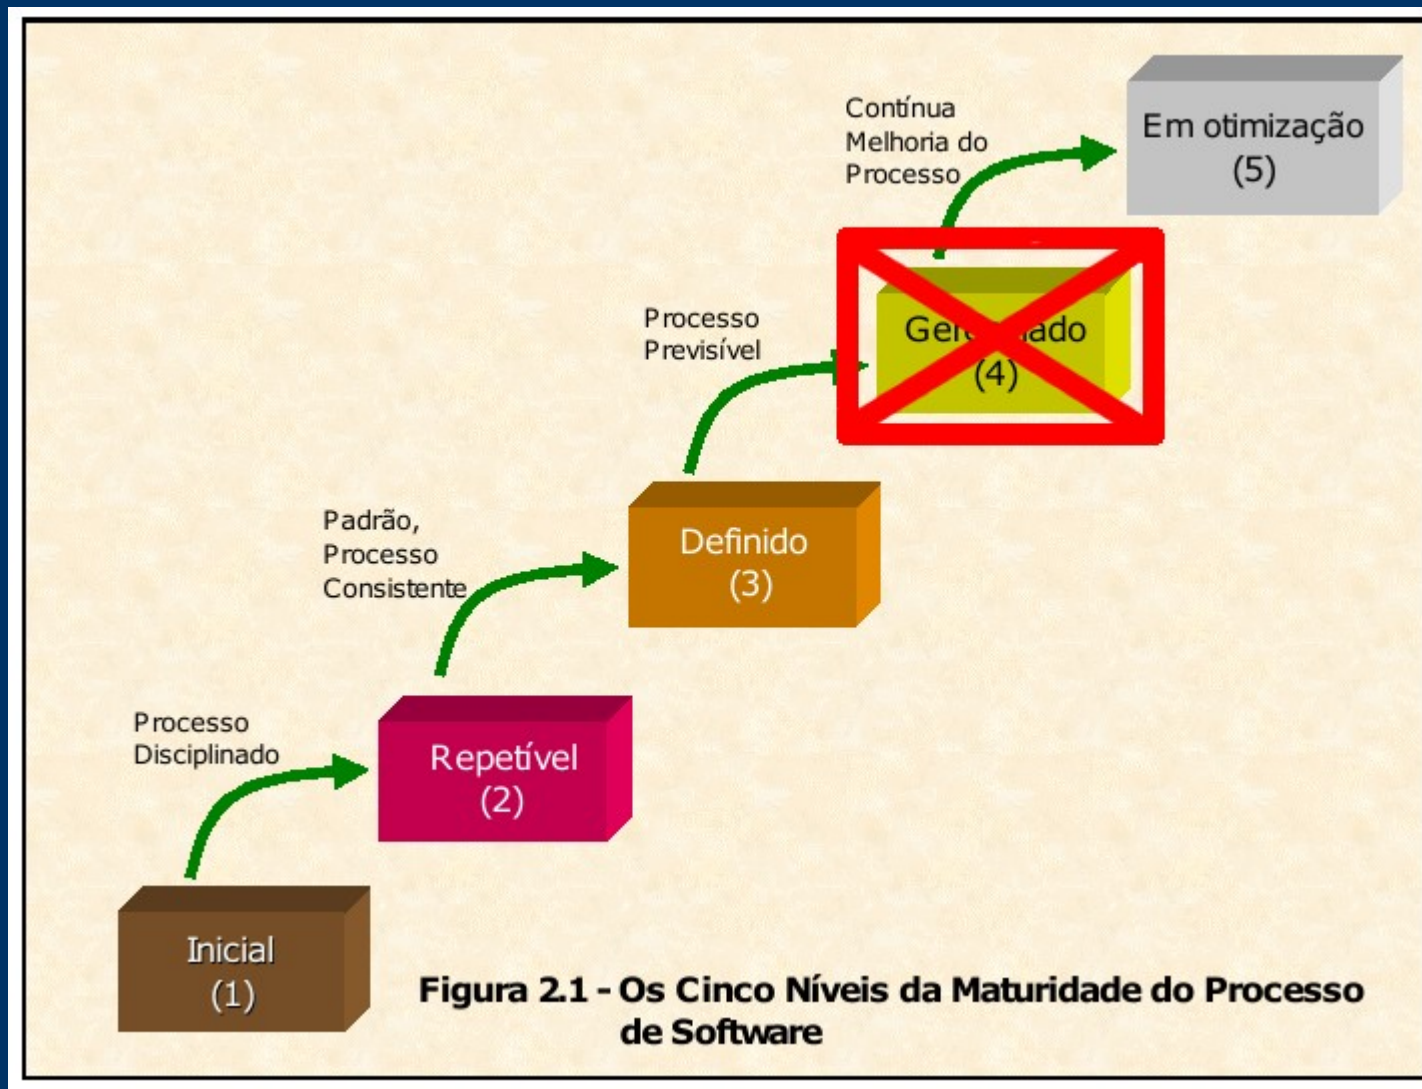 Contínua
Melhoria do
Processo
Em otimização
(5)
Processo
Previsível
(4)
Padrão,
Processo
Consistente
Definido
(3)
Processo
Disciplinado
Repetível
(2)
Inicial
(1)
Figura 2.1 - Os Cinco Níveis da Maturidade do Processo
de Software